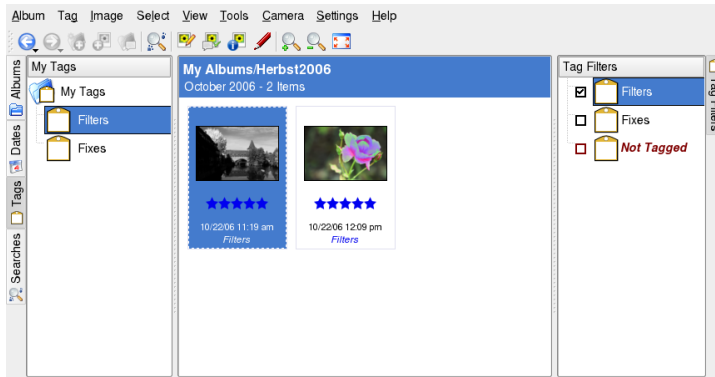 Album Tag Image Select View Tools Camera Settings Help
Albums
Dates
Tags
Searches
My Tags
My Tags
Filters
Fixes
My Albums/Herbst2006
October 2006 - 2 Items
10/22/06 11:19 am
Filters
10/22/06 12:09 pm
Filters
Tag Filters
Filters
Fixes
Not Tagged
Tag Filters